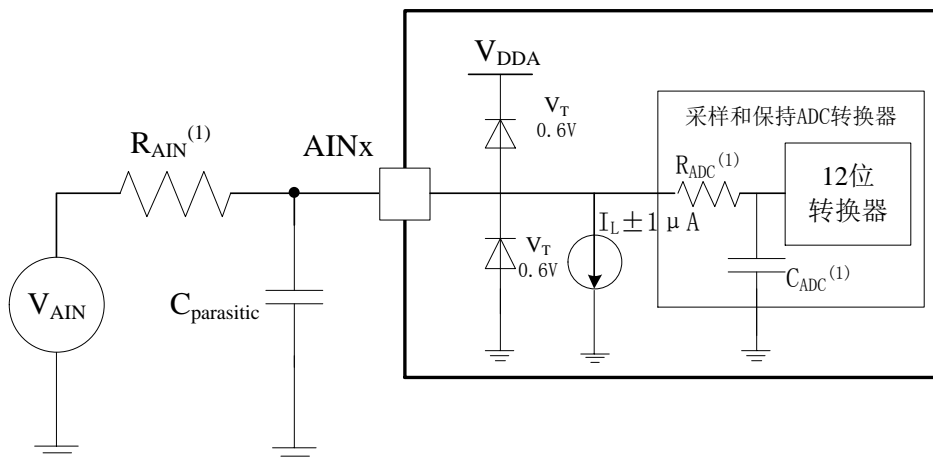 V_DDA
V_T
0.6V
采样和保持ADC转换器
R_AIN(1)
AINx
R_ADC(1)
12位
转换器
I_L±1μA
V_T
0.6V
V_AIN
C_parasitic
C_ADC(1)